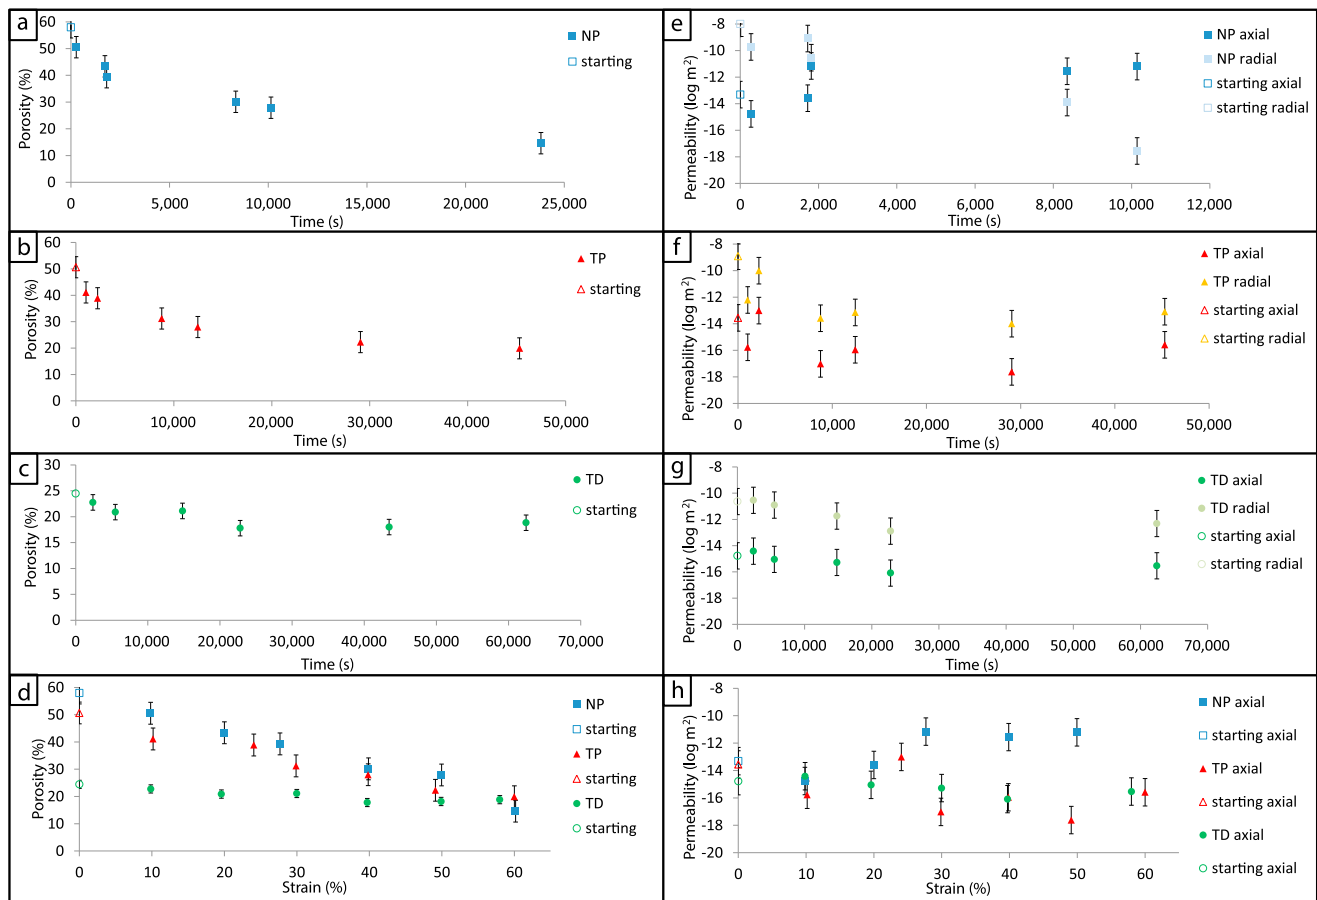 a
Porosity (%)
60
50
40
30
20
10
0
0
5,000
10,000
15,000
20,000
25,000
Time (s)
NP
starting
e
Permeability (log m²)
-8
-10
-12
-14
-16
-18
-20
0
2,000
4,000
6,000
8,000
10,000
12,000
Time (s)
NP axial
NP radial
starting axial
starting radial
b
Porosity (%)
60
50
40
30
20
10
0
0
10,000
20,000
30,000
40,000
50,000
Time (s)
TP
starting
f
Permeability (log m²)
-8
-10
-12
-14
-16
-18
-20
0
10,000
20,000
30,000
40,000
50,000
Time (s)
TP axial
TP radial
starting axial
starting radial
c
Porosity (%)
30
25
20
15
10
5
0
0
10,000
20,000
30,000
40,000
50,000
60,000
70,000
Time (s)
TD
starting
g
Permeability (log m²)
-8
-10
-12
-14
-16
-18
-20
0
10,000
20,000
30,000
40,000
50,000
60,000
70,000
Time (s)
TD axial
TD radial
starting axial
starting radial
d
Porosity (%)
60
50
40
30
20
10
0
0
10
20
30
40
50
60
Strain (%)
NP
starting
TP
starting
TD
starting
h
Permeability (log m²)
-8
-10
-12
-14
-16
-18
-20
0
10
20
30
40
50
60
Strain (%)
NP axial
starting axial
TP axial
starting axial
TD axial
starting axial